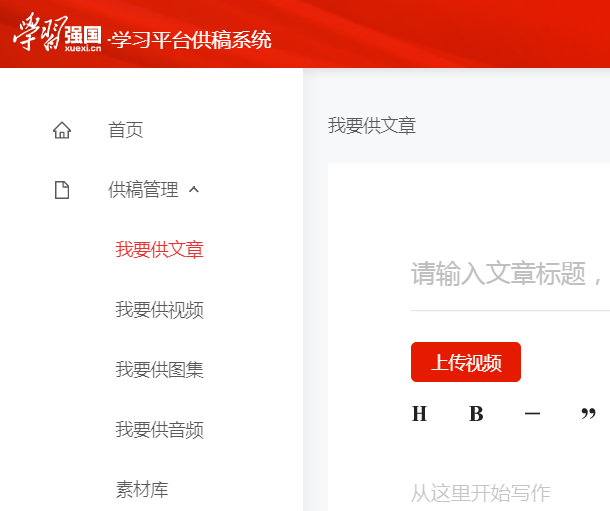 学习强国 xuexi.cn ·学习平台供稿系统
首页
供稿管理
我要供文章
我要供视频
我要供图集
我要供音频
素材库
我要供文章
请输入文章标题，
上传视频
H B — ”
从这里开始写作